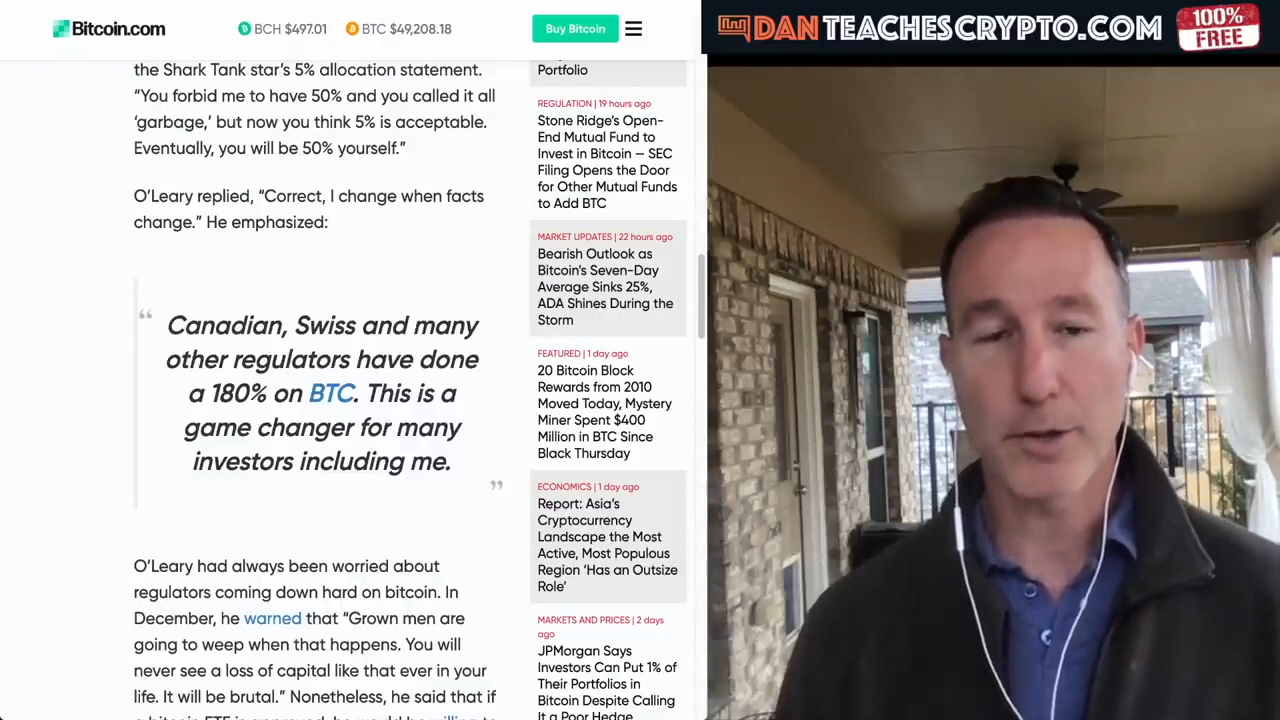 Bitcoin.com
BCH $497.01
BTC $49,208.18
Buy Bitcoin
DANTEACHESCRYPTO.COM
100%
FREE
the Shark Tank star's 5% allocation statement.
"You forbid me to have 50% and you called it all
'garbage,' but now you think 5% is acceptable.
Eventually, you will be 50% yourself."
O'Leary replied, "Correct, I change when facts
change." He emphasized:
"
Canadian, Swiss and many
other regulators have done
a 180% on BTC. This is a
game changer for many
investors including me.
"
O'Leary had always been worried about
regulators coming down hard on bitcoin. In
December, he warned that "Grown men are
going to weep when that happens. You will
never see a loss of capital like that ever in your
life. It will be brutal." Nonetheless, he said that if
Portfolio
REGULATION | 19 hours ago
Stone Ridge's Open-
End Mutual Fund to
Invest in Bitcoin — SEC
Filing Opens the Door
for Other Mutual Funds
to Add BTC
MARKET UPDATES | 22 hours ago
Bearish Outlook as
Bitcoin's Seven-Day
Average Sinks 25%,
ADA Shines During the
Storm
FEATURED | 1 day ago
20 Bitcoin Block
Rewards from 2010
Moved Today, Mystery
Miner Spent $400
Million in BTC Since
Black Thursday
ECONOMICS | 1 day ago
Report: Asia's
Cryptocurrency
Landscape the Most
Active, Most Populous
Region 'Has an Outsize
Role'
MARKETS AND PRICES | 2 days
ago
JPMorgan Says
Investors Can Put 1% of
Their Portfolios in
Bitcoin Despite Calling
It a Poor Hedge